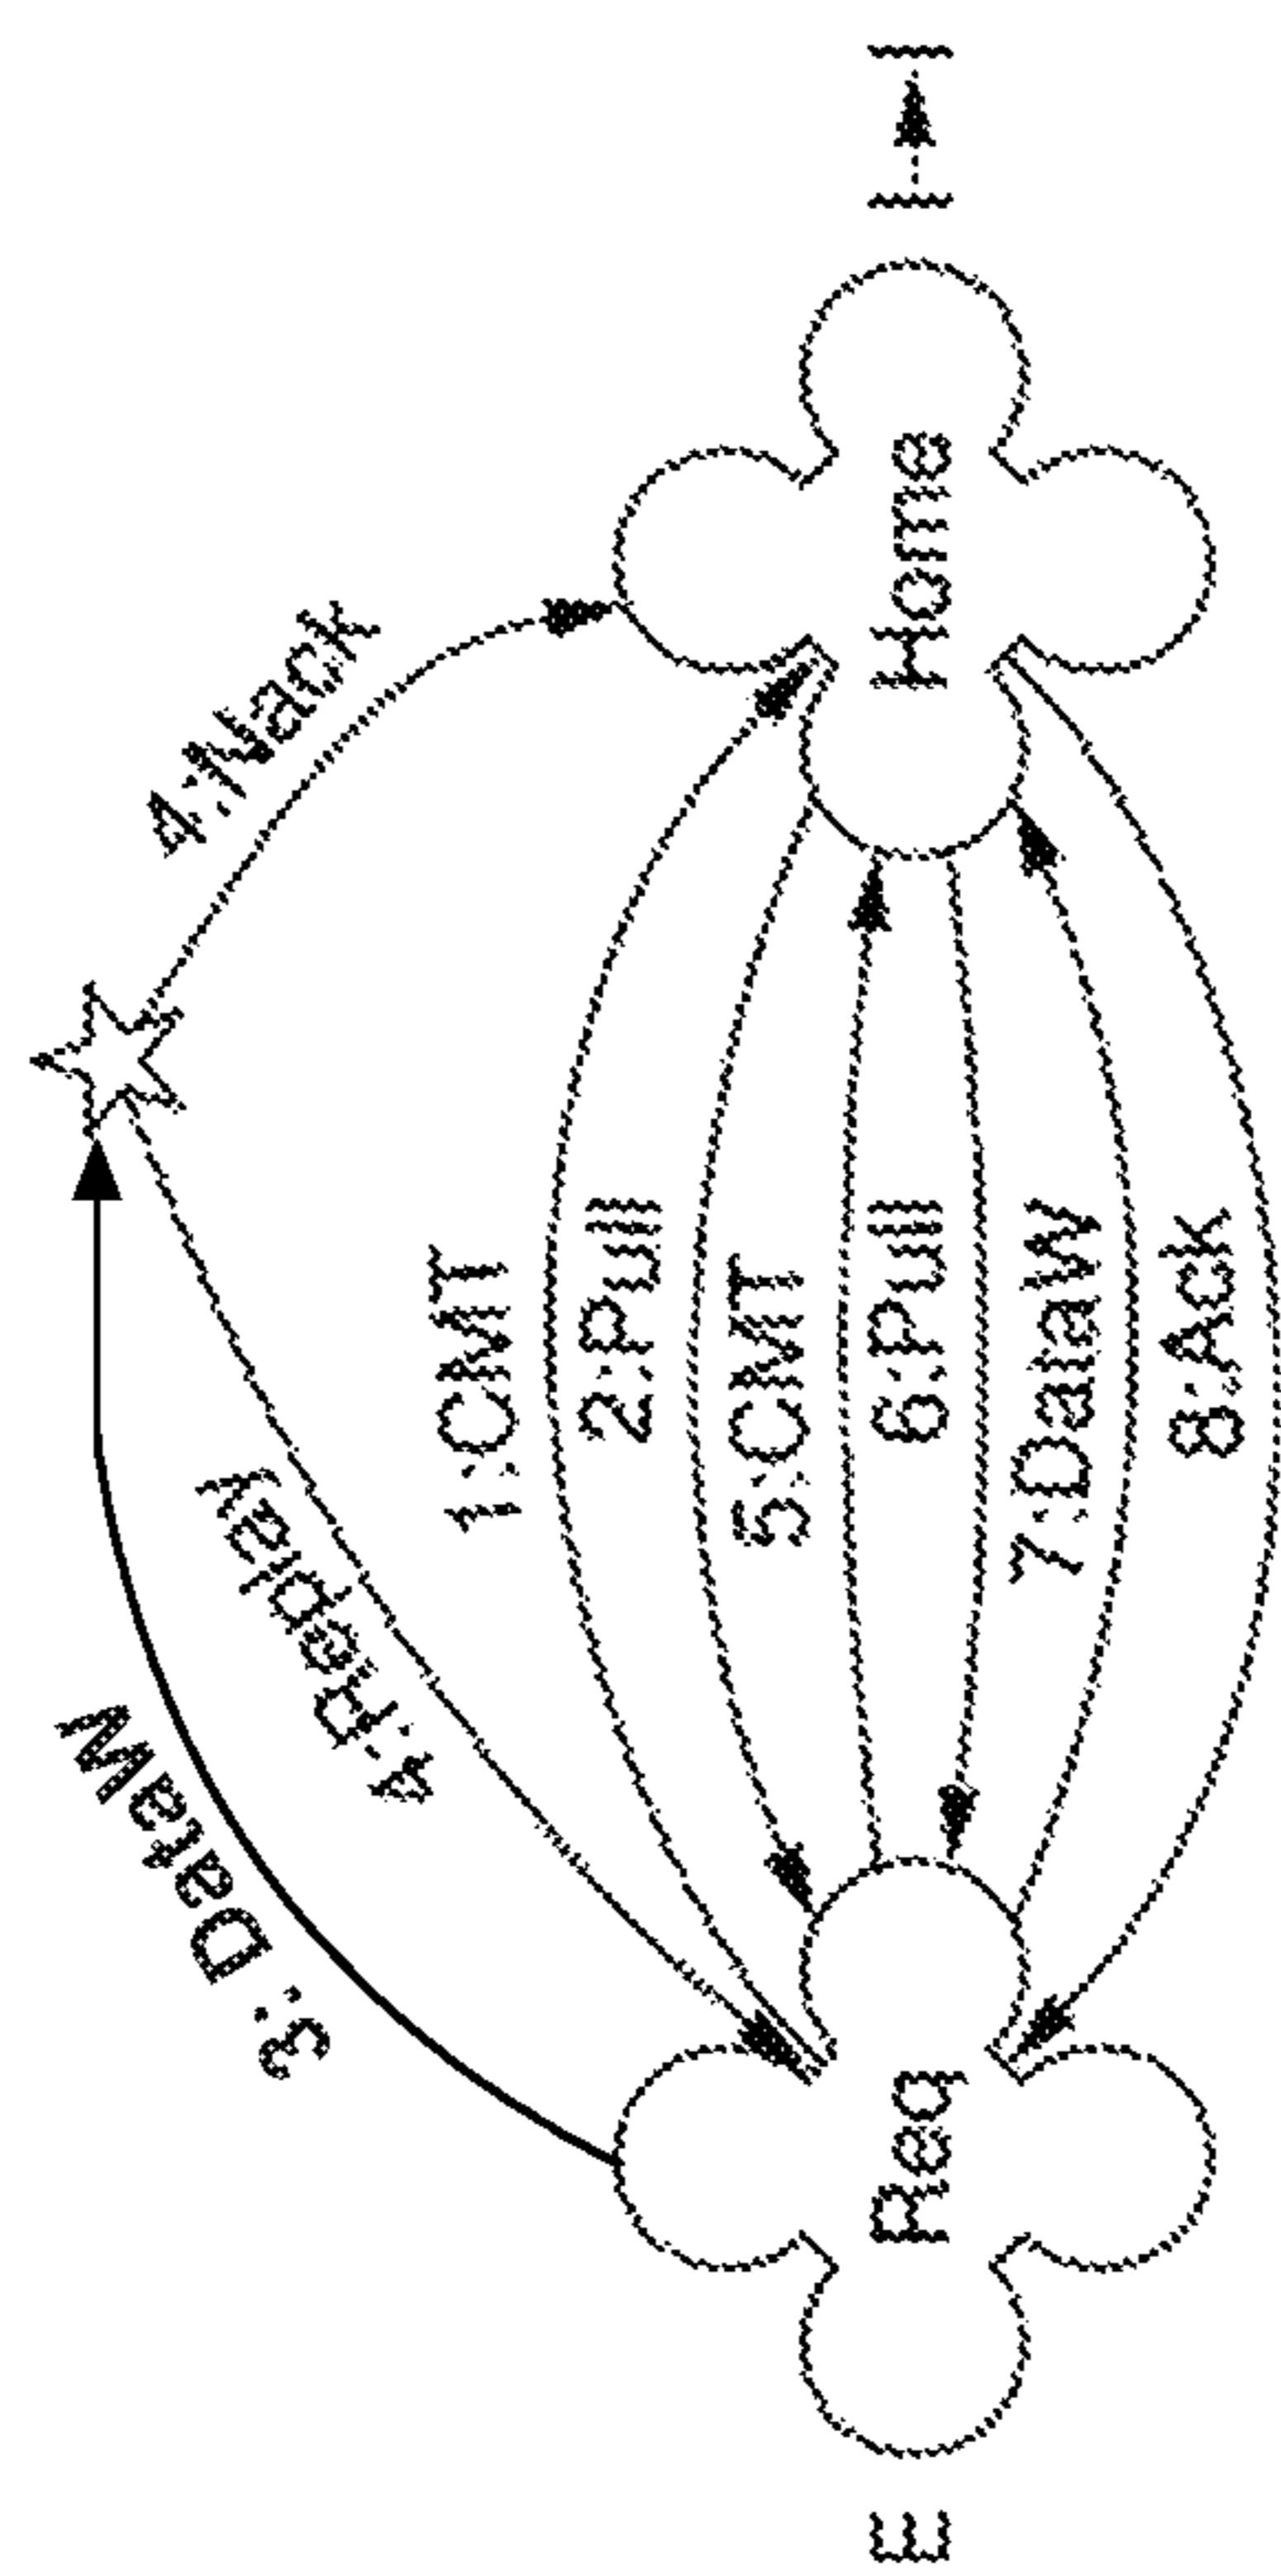 3: DataW
4:Replay
4:Nack
1:CMT
2:Pull
5:CMT
6:Pull
7:DataW
8:Ack
E
Req
Home
I
I